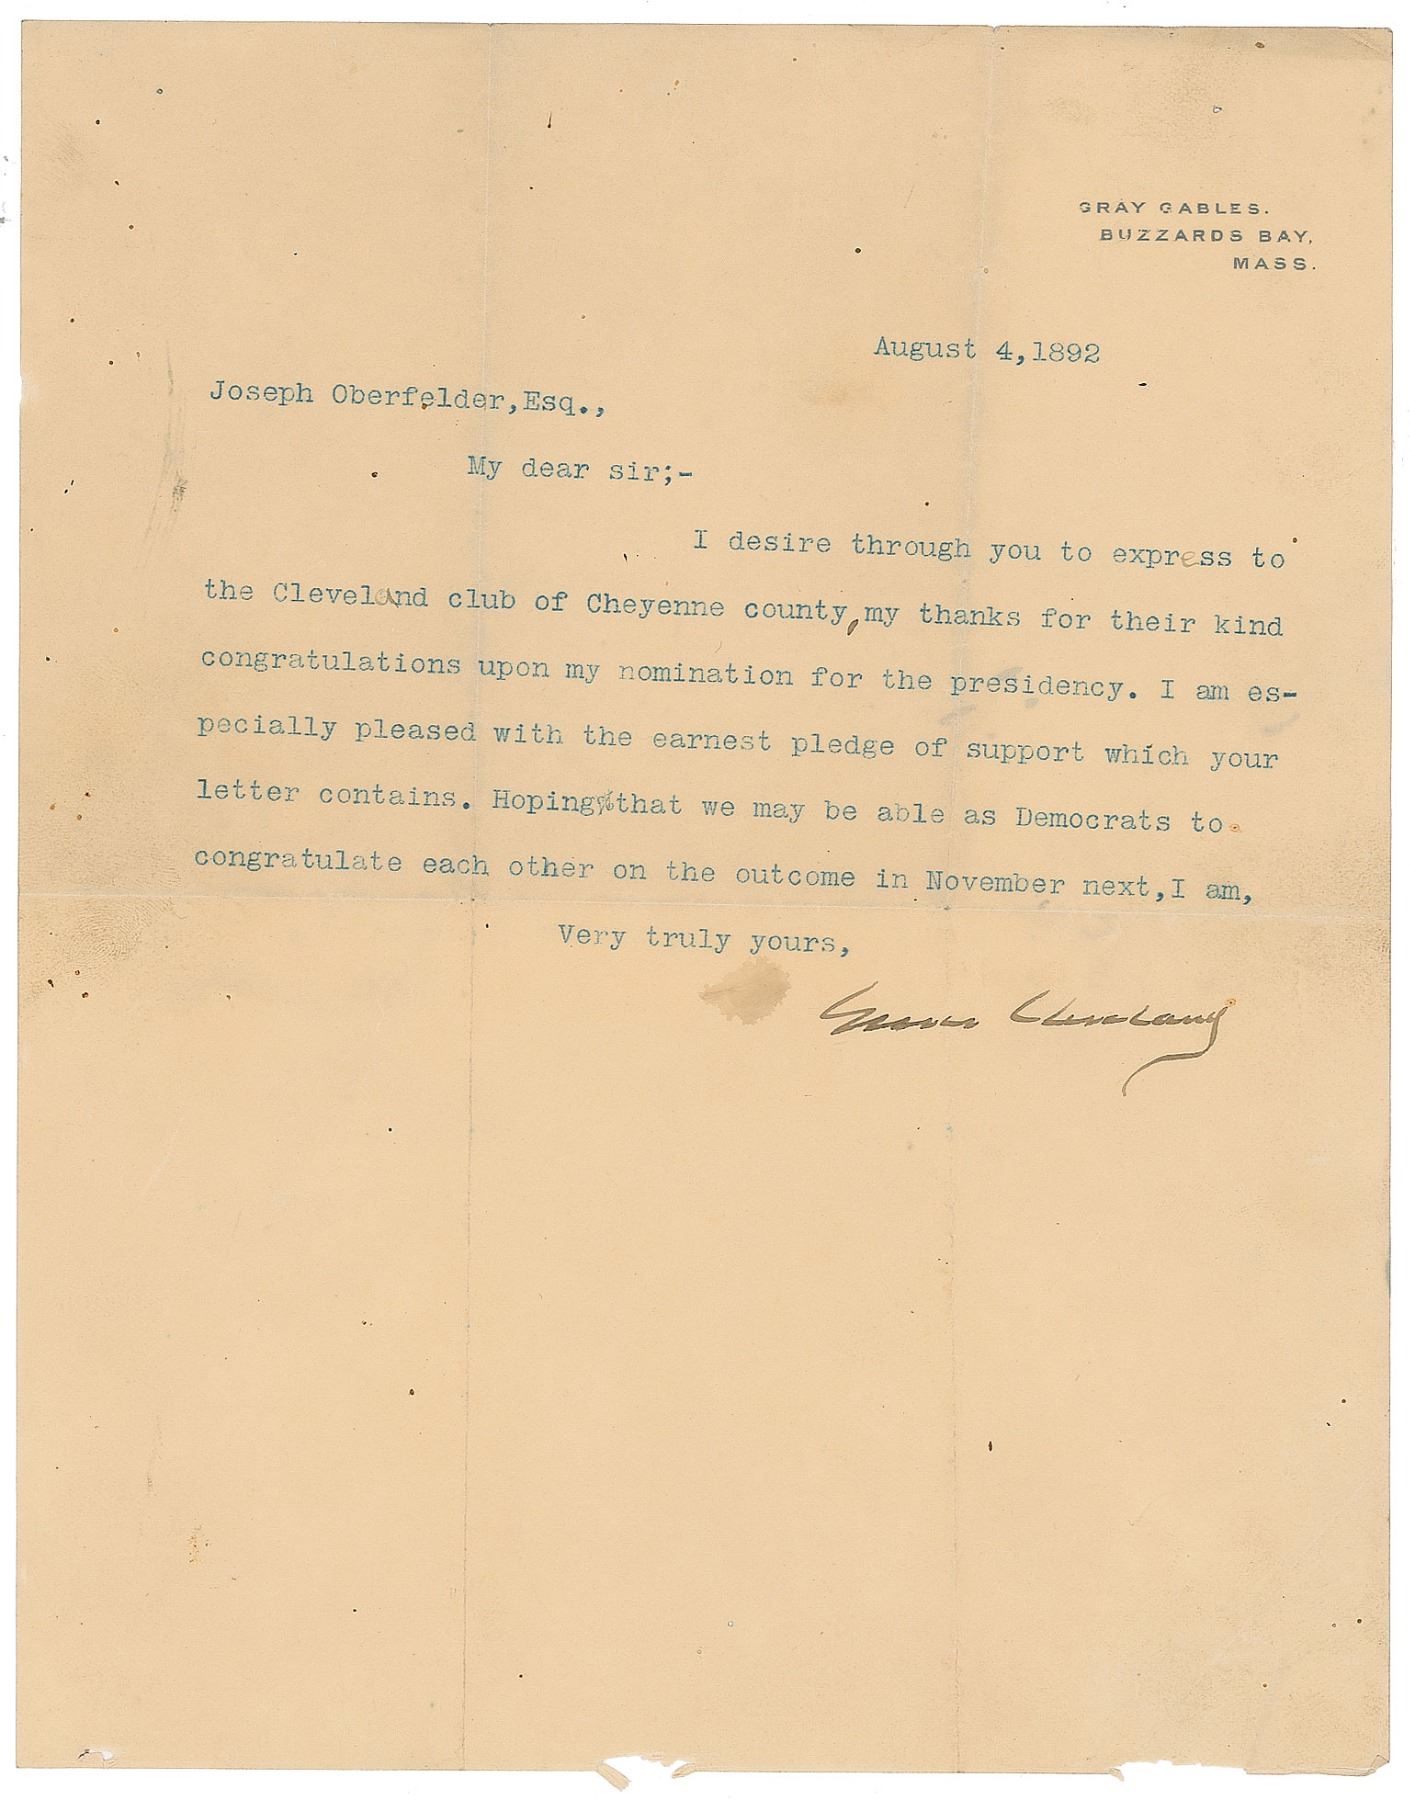 GRAY GABLES.
BUZZARDS BAY,
MASS.
August 4,1892
Joseph Oberfelder,Esq.,
My dear sir;-
I desire through you to express to
the Cleveland club of Cheyenne county,my thanks for their kind
congratulations upon my nomination for the presidency. I am es-
pecially pleased with the earnest pledge of support which your
letter contains. Hoping that we may be able as Democrats to
congratulate each other on the outcome in November next,I am,
Very truly yours,
Grover Cleveland